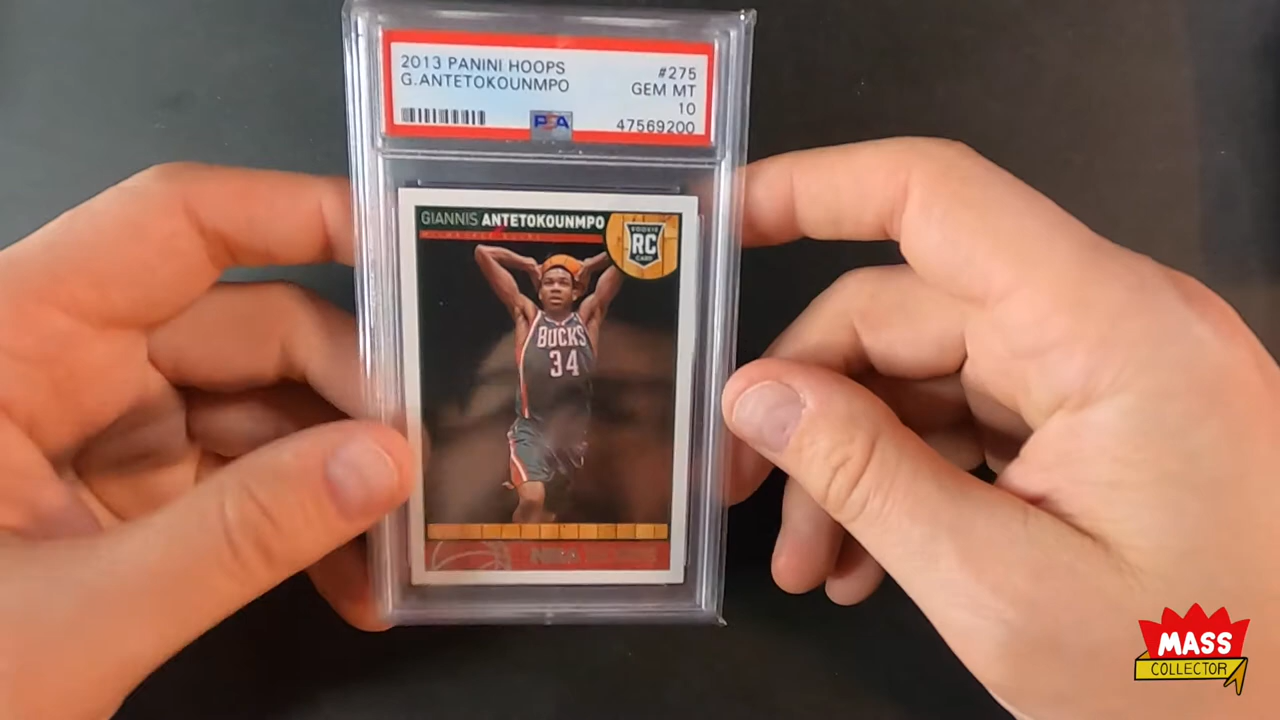 2013 PANINI HOOPS
#275
G.ANTETOKOUNMPO
GEM MT
10
PSA
47569200
GIANNIS ANTETOKOUNMPO
ROOKIE
RC
CARD
BUCKS
34
MASS
COLLECTOR